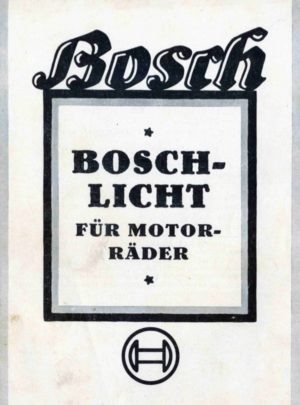 Bosch
BOSCH-
LICHT
FÜR MOTOR-
RÄDER